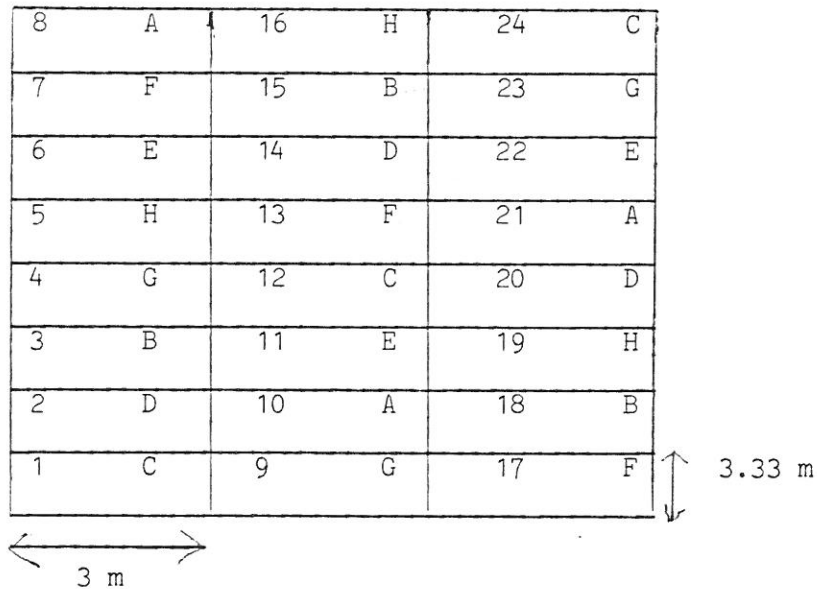 8 A 16 H 24 C
7 F 15 B 23 G
6 E 14 D 22 E
5 H 13 F 21 A
4 G 12 C 20 D
3 B 11 E 19 H
2 D 10 A 18 B
1 C 9 G 17 F 3.33 m
3 m